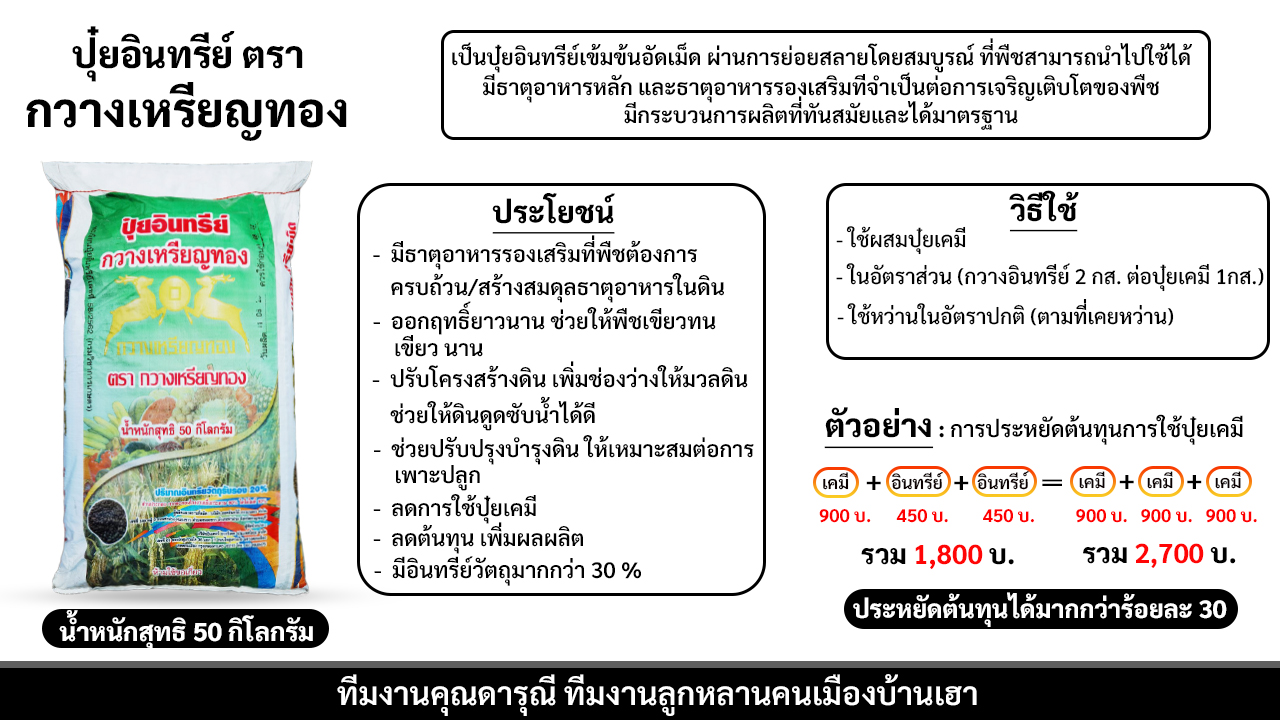 ปุ๋ยอินทรีย์ ตรา
กวางเหรียญทอง
เป็นปุ๋ยอินทรีย์เข้มข้นอัดเม็ด ผ่านการย่อยสลายโดยสมบูรณ์ ที่พืชสามารถนำไปใช้ได้
มีธาตุอาหารหลัก และธาตุอาหารรองเสริมทีจำเป็นต่อการเจริญเติบโตของพืช
มีกระบวนการผลิตที่ทันสมัยและได้มาตรฐาน
ปุ๋ยอินทรีย์
กวางเหรียญทอง
กวางเหรียญทอง
ตรา กวางเหรียญทอง
น้ำหนักสุทธิ 50 กิโลกรัม
ปริมาณอินทรียวัตถุรับรอง 20%
น้ำหนักสุทธิ 50 กิโลกรัม
ประโยชน์
- มีธาตุอาหารรองเสริมที่พืชต้องการ
ครบถ้วน/สร้างสมดุลธาตุอาหารในดิน
- ออกฤทธิ์ยาวนาน ช่วยให้พืชเขียวทน
เขียว นาน
- ปรับโครงสร้างดิน เพิ่มช่องว่างให้มวลดิน
ช่วยให้ดินดูดซับน้ำได้ดี
- ช่วยปรับปรุงบำรุงดิน ให้เหมาะสมต่อการ
เพาะปลูก
- ลดการใช้ปุ๋ยเคมี
- ลดต้นทุน เพิ่มผลผลิต
- มีอินทรีย์วัตถุมากกว่า 30 %
วิธีใช้
- ใช้ผสมปุ๋ยเคมี
- ในอัตราส่วน (กวางอินทรีย์ 2 กส. ต่อปุ๋ยเคมี 1กส.)
- ใช้หว่านในอัตราปกติ (ตามที่เคยหว่าน)
ตัวอย่าง : การประหยัดต้นทุนการใช้ปุ๋ยเคมี
เคมี + อินทรีย์ + อินทรีย์ = เคมี + เคมี + เคมี
900 บ. 450 บ. 450 บ. 900 บ. 900 บ. 900 บ.
รวม 1,800 บ. รวม 2,700 บ.
ประหยัดต้นทุนได้มากกว่าร้อยละ 30
ทีมงานคุณดารุณี ทีมงานลูกหลานคนเมืองบ้านเฮา